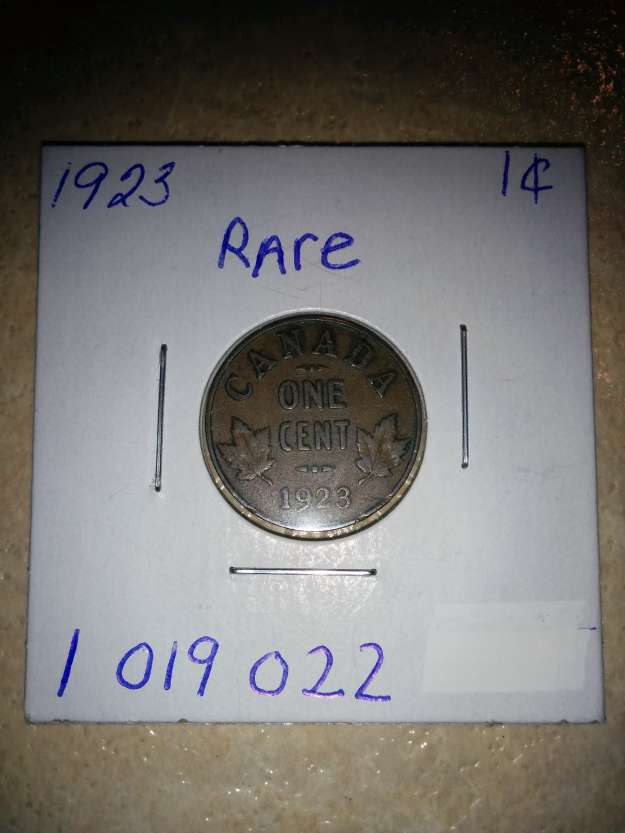 1923 1¢
RARe
CANADA
ONE
CENT
1923
1 019 022